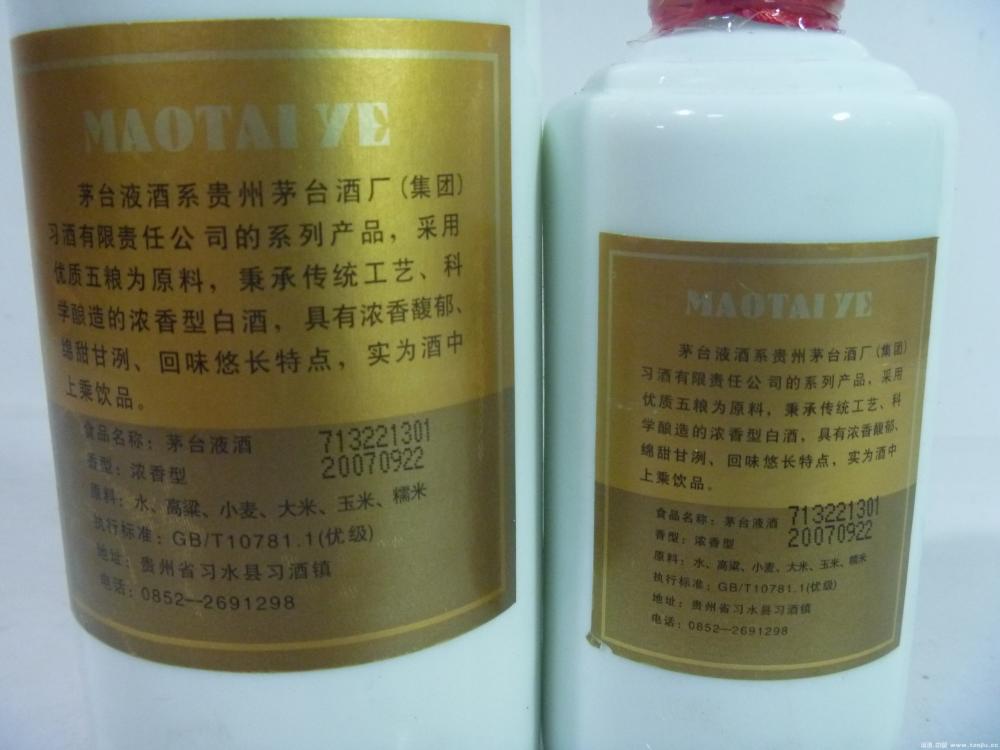 MAOTAI YE
茅台液酒系贵州茅台酒厂(集团)
习酒有限责任公司的系列产品，采用
优质五粮为原料，秉承传统工艺、科
学酿造的浓香型白酒，具有浓香馥郁、
绵甜甘洌、回味悠长特点，实为酒中
上乘饮品。
食品名称：茅台液酒
713221301
香型：浓香型
20070922
原料：水、高粱、小麦、大米、玉米、糯米
执行标准：GB/T10781.1(优级)
地址：贵州省习水县习酒镇
电话：0852—2691298
MAOTAI YE
茅台液酒系贵州茅台酒厂(集团)
习酒有限责任公司的系列产品，采用
优质五粮为原料，秉承传统工艺、科
学酿造的浓香型白酒，具有浓香馥郁、
绵甜甘洌、回味悠长特点，实为酒中
上乘饮品。
食品名称：茅台液酒
713221301
香型：浓香型
20070922
原料：水、高粱、小麦、大米、玉米、糯米
执行标准：GB/T10781.1(优级)
地址：贵州省习水县习酒镇
电话：0852—2691298